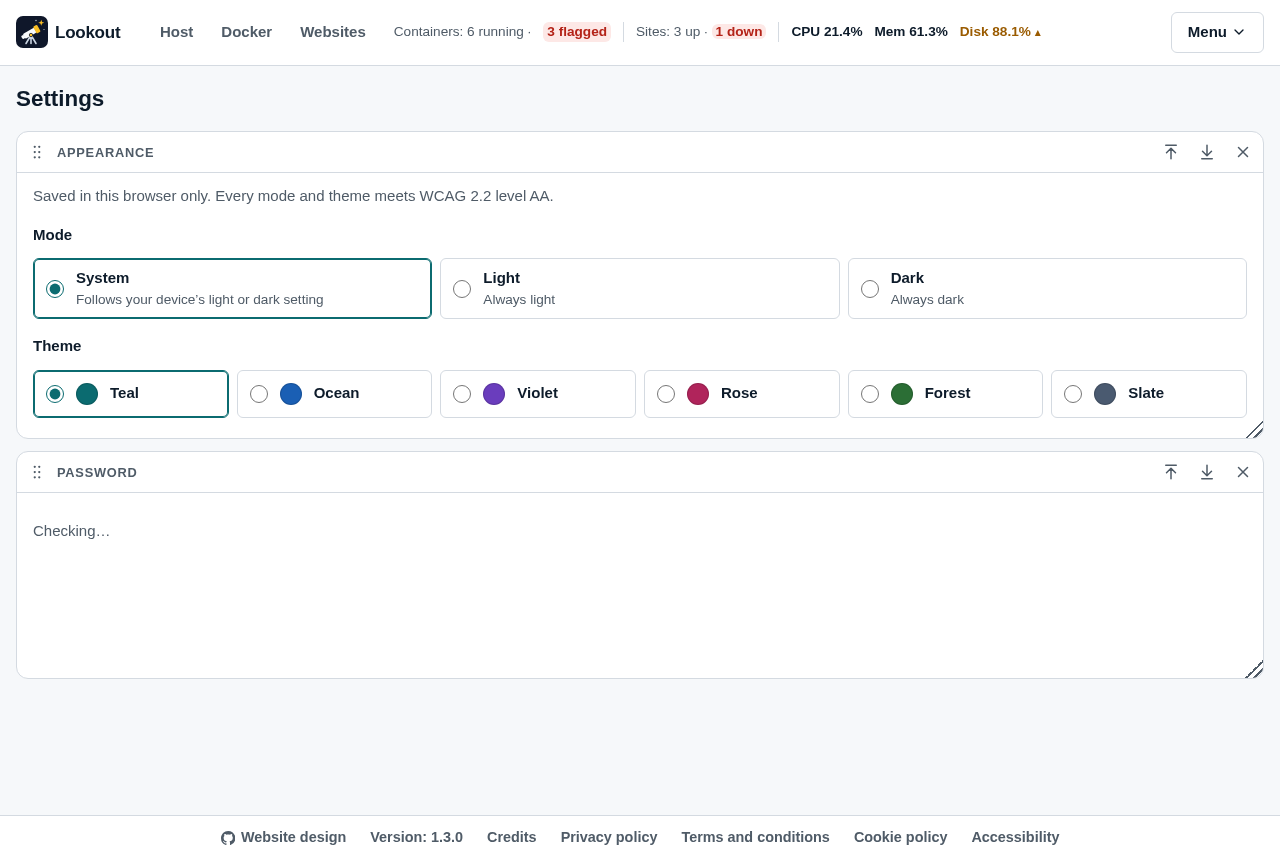 Lookout
Host
Docker
Websites
Containers: 6 running · 3 flagged
Sites: 3 up · 1 down
CPU 21.4%
Mem 61.3%
Disk 88.1% ▲
Menu
Settings
APPEARANCE
Saved in this browser only. Every mode and theme meets WCAG 2.2 level AA.
Mode
System
Follows your device’s light or dark setting
Light
Always light
Dark
Always dark
Theme
Teal
Ocean
Violet
Rose
Forest
Slate
PASSWORD
Checking…
Website design
Version: 1.3.0
Credits
Privacy policy
Terms and conditions
Cookie policy
Accessibility